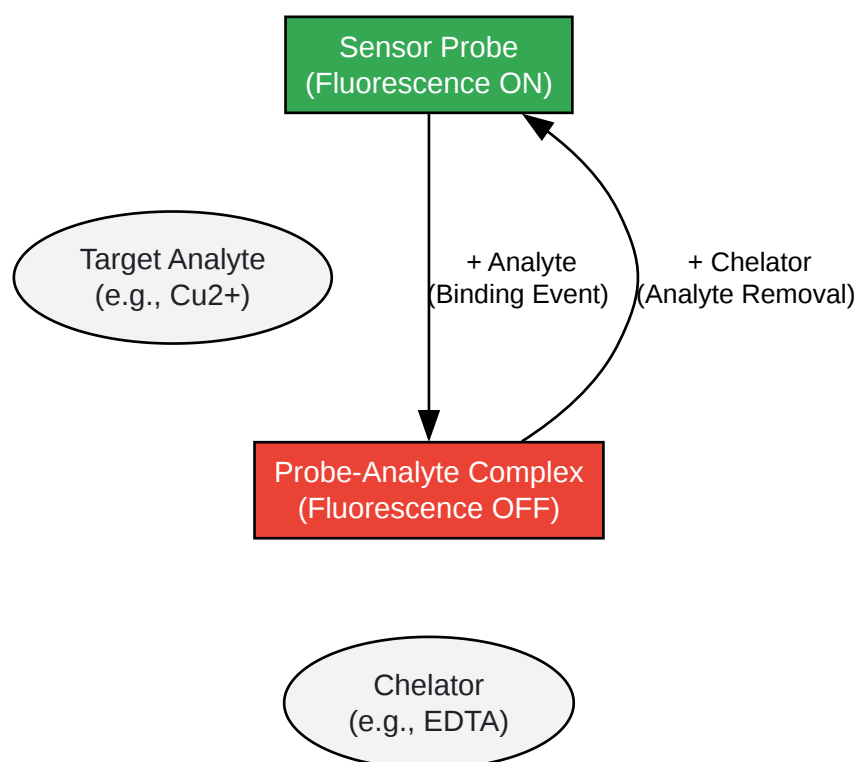 Sensor Probe
(Fluorescence ON)
Target Analyte
(e.g., Cu2+)
+ Analyte
(Binding Event)
+ Chelator
(Analyte Removal)
Probe-Analyte Complex
(Fluorescence OFF)
Chelator
(e.g., EDTA)